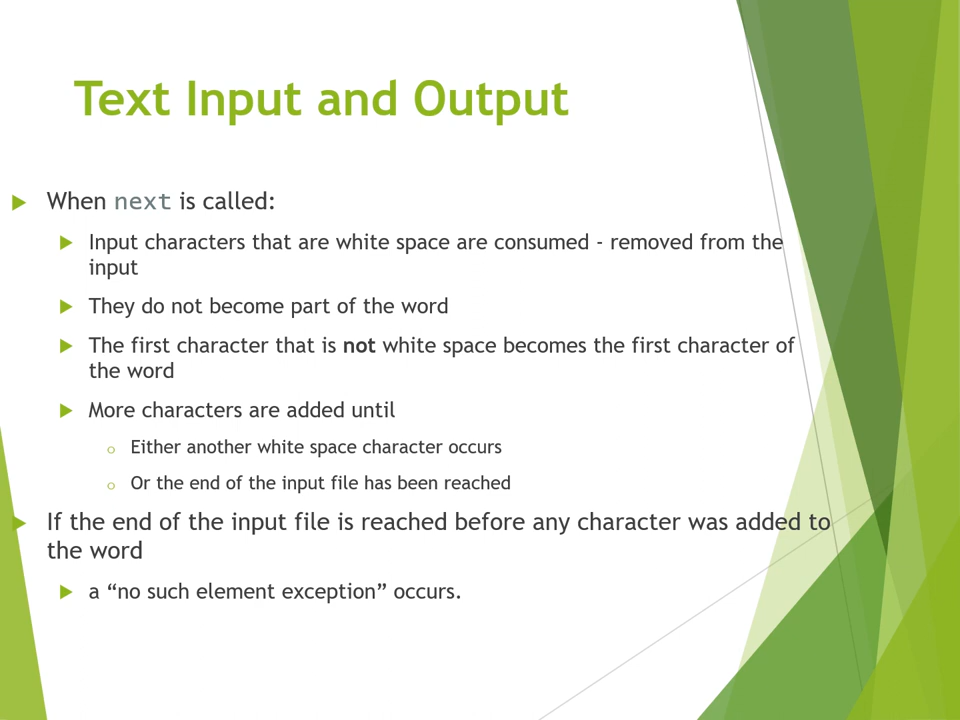 Text Input and Output
When next is called:
Input characters that are white space are consumed - removed from the
input
They do not become part of the word
The first character that is not white space becomes the first character of
the word
More characters are added until
Either another white space character occurs
Or the end of the input file has been reached
If the end of the input file is reached before any character was added to
the word
a “no such element exception” occurs.